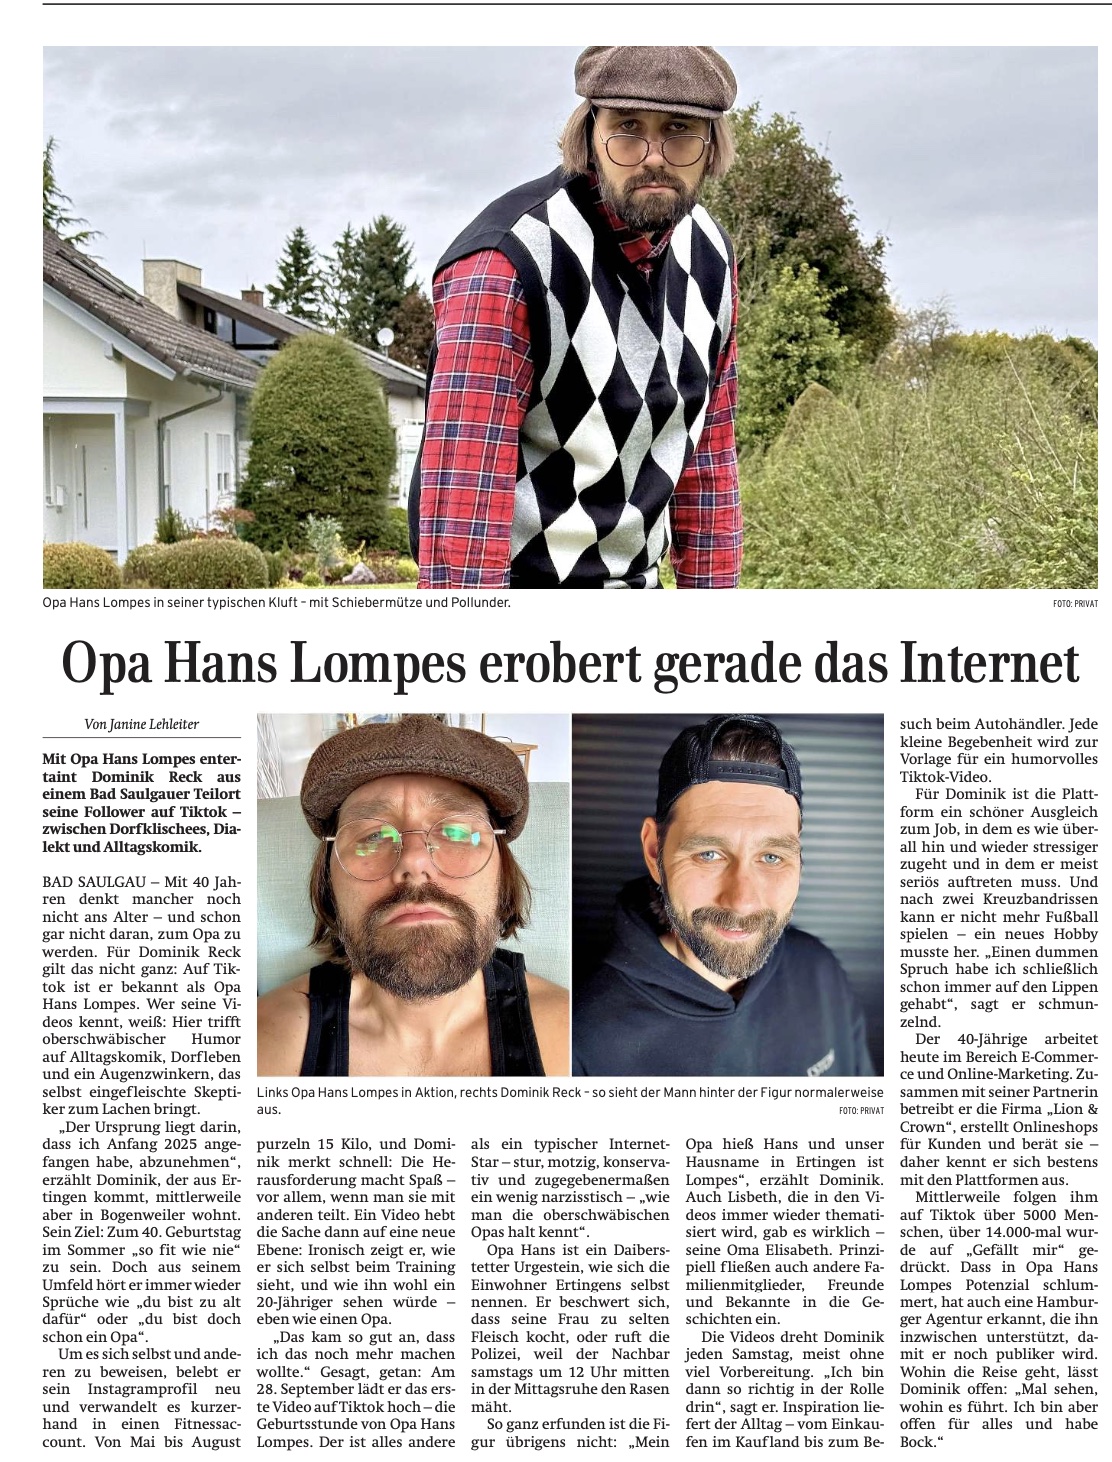 Opa Hans Lompes in seiner typischen Kluft – mit Schiebermütze und Pollunder.
FOTO: PRIVAT
Opa Hans Lompes erobert gerade das Internet
Von Janine Lehleiter
Mit Opa Hans Lompes enter-
taint Dominik Reck aus
einem Bad Saulgauer Teilort
seine Follower auf Tiktok –
zwischen Dorfklischees, Dia-
lekt und Alltagskomik.
BAD SAULGAU – Mit 40 Jah-
ren denkt mancher noch
nicht ans Alter – und schon
gar nicht daran, zum Opa zu
werden. Für Dominik Reck
gilt das nicht ganz: Auf Tik-
tok ist er bekannt als Opa
Hans Lompes. Wer seine Vi-
deos kennt, weiß: Hier trifft
oberschwäbischer Humor
auf Alltagskomik, Dorfleben
und ein Augenzwinkern, das
selbst eingefleischte Skepti-
ker zum Lachen bringt.
„Der Ursprung liegt darin,
dass ich Anfang 2025 ange-
fangen habe, abzunehmen“,
erzählt Dominik, der aus Er-
tingen kommt, mittlerweile
aber in Bogenweiler wohnt.
Sein Ziel: Zum 40. Geburtstag
im Sommer „so fit wie nie“
zu sein. Doch aus seinem
Umfeld hört er immer wieder
Sprüche wie „du bist zu alt
dafür“ oder „du bist doch
schon ein Opa“.
Um es sich selbst und ande-
ren zu beweisen, belebt er
sein Instagramprofil neu
und verwandelt es kurzer-
hand in einen Fitnessac-
count. Von Mai bis August
Links Opa Hans Lompes in Aktion, rechts Dominik Reck – so sieht der Mann hinter der Figur normalerweise
aus.
FOTO: PRIVAT
purzeln 15 Kilo, und Domi-
nik merkt schnell: Die He-
rausforderung macht Spaß –
vor allem, wenn man sie mit
anderen teilt. Ein Video hebt
die Sache dann auf eine neue
Ebene: Ironisch zeigt er, wie
er sich selbst beim Training
sieht, und wie ihn wohl ein
20-Jähriger sehen würde –
eben wie einen Opa.
„Das kam so gut an, dass
ich das noch mehr machen
wollte.“ Gesagt, getan: Am
28. September lädt er das ers-
te Video auf Tiktok hoch – die
Geburtsstunde von Opa Hans
Lompes. Der ist alles andere
als ein typischer Internet-
Star – stur, motzig, konserva-
tiv und zugegebenermaßen
ein wenig narzisstisch – „wie
man die oberschwäbischen
Opas halt kennt“.
Opa Hans ist ein Daibers-
tetter Urgestein, wie sich die
Einwohner Ertingens selbst
nennen. Er beschwert sich,
dass seine Frau zu selten
Fleisch kocht, oder ruft die
Polizei, weil der Nachbar
samstags um 12 Uhr mitten
in der Mittagsruhe den Rasen
mäht.
So ganz erfunden ist die Fi-
gur übrigens nicht: „Mein
Opa hieß Hans und unser
Hausname in Ertingen ist
Lompes“, erzählt Dominik.
Auch Lisbeth, die in den Vi-
deos immer wieder themati-
siert wird, gab es wirklich –
seine Oma Elisabeth. Prinzi-
piell fließen auch andere Fa-
milienmitglieder, Freunde
und Bekannte in die Ge-
schichten ein.
Die Videos dreht Dominik
jeden Samstag, meist ohne
viel Vorbereitung. „Ich bin
dann so richtig in der Rolle
drin“, sagt er. Inspiration lie-
fert der Alltag – vom Einkau-
fen im Kaufland bis zum Be-
such beim Autohändler. Jede
kleine Begebenheit wird zur
Vorlage für ein humorvolles
Tiktok-Video.
Für Dominik ist die Platt-
form ein schöner Ausgleich
zum Job, in dem es wie über-
all hin und wieder stressiger
zugeht und in dem er meist
seriös auftreten muss. Und
nach zwei Kreuzbandrissen
kann er nicht mehr Fußball
spielen – ein neues Hobby
musste her. „Einen dummen
Spruch habe ich schließlich
schon immer auf den Lippen
gehabt“, sagt er schmun-
zelnd.
Der 40-Jährige arbeitet
heute im Bereich E-Commer-
ce und Online-Marketing. Zu-
sammen mit seiner Partnerin
betreibt er die Firma „Lion &
Crown“, erstellt Onlineshops
für Kunden und berät sie –
daher kennt er sich bestens
mit den Plattformen aus.
Mittlerweile folgen ihm
auf Tiktok über 5000 Men-
schen, über 14.000-mal wur-
de auf „Gefällt mir“ ge-
drückt. Dass in Opa Hans
Lompes Potenzial schlum-
mert, hat auch eine Hambur-
ger Agentur erkannt, die ihn
inzwischen unterstützt, da-
mit er noch publiker wird.
Wohin die Reise geht, lässt
Dominik offen: „Mal sehen,
wohin es führt. Ich bin aber
offen für alles und habe
Bock.“